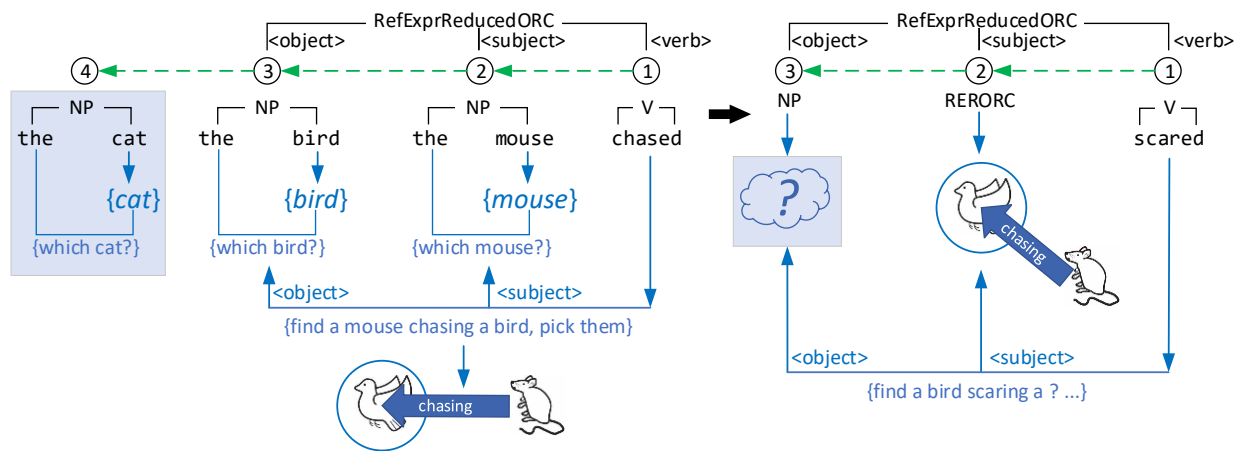 RefExprReducedORC RefExprReducedORC
<object> <subject> <verb> <object> <subject> <verb>
4 3 2 1 3 2 1
NP NP NP V NP RERORC V
the cat the bird the mouse chased scared
{cat} {bird} {mouse} ?
{which cat?} {which bird?} {which mouse?} chasing
<object> <subject>
{find a mouse chasing a bird, pick them}
<object> <subject>
{find a bird scaring a ? ...}
chasing